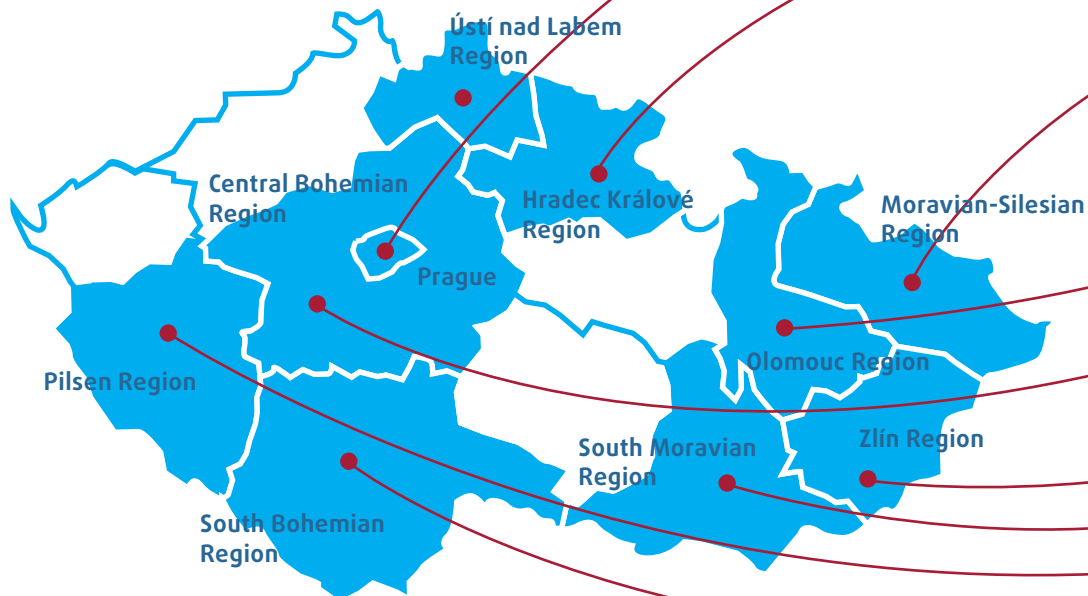 Ústí nad Labem
Region
Central Bohemian
Region
Hradec Králové
Region
Moravian-Silesian
Region
Prague
Olomouc Region
Pilsen Region
Zlín Region
South Moravian
Region
South Bohemian
Region